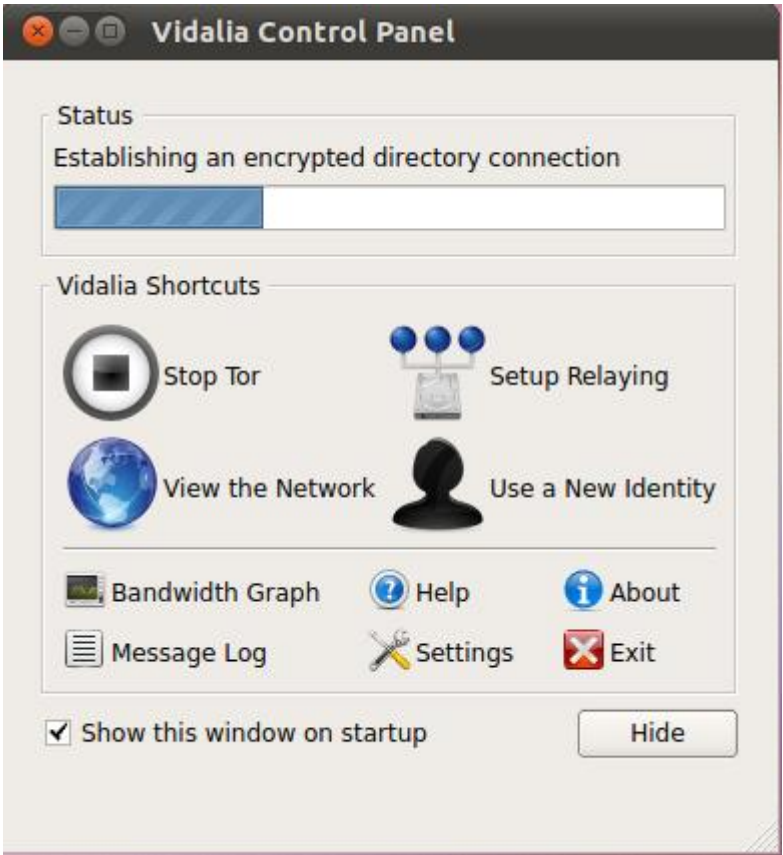 Vidalia Control Panel
Status
Establishing an encrypted directory connection
Vidalia Shortcuts
Stop Tor
Setup Relaying
View the Network
Use a New Identity
Bandwidth Graph
Help
About
Message Log
Settings
Exit
Show this window on startup
Hide